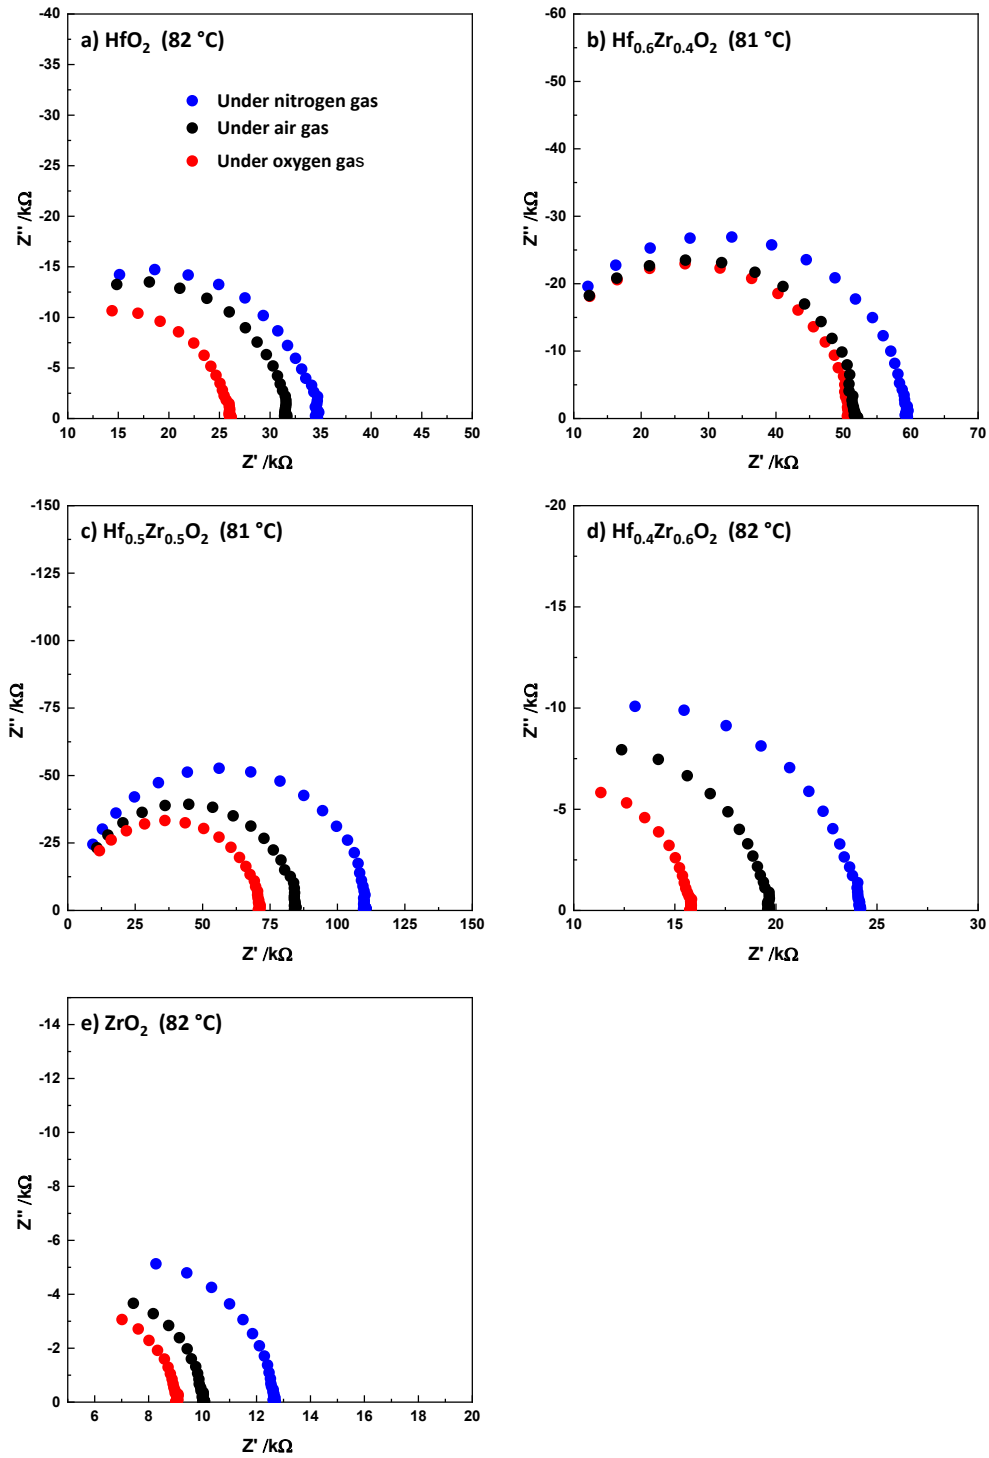 a) HfO₂ (82 °C)
-40
-35
-30
-25
-20
-15
-10
-5
0
Z'' /kΩ
Under nitrogen gas
Under air gas
Under oxygen gas
10 15 20 25 30 35 40 45 50
Z' /kΩ
b) Hf₀.₆Zr₀.₄O₂ (81 °C)
-60
-50
-40
-30
-20
-10
0
Z'' /kΩ
10 20 30 40 50 60 70
Z' /kΩ
c) Hf₀.₅Zr₀.₅O₂ (81 °C)
-150
-125
-100
-75
-50
-25
0
Z'' /kΩ
0 25 50 75 100 125 150
Z' /kΩ
d) Hf₀.₄Zr₀.₆O₂ (82 °C)
-20
-15
-10
-5
0
Z'' /kΩ
10 15 20 25 30
Z' /kΩ
e) ZrO₂ (82 °C)
-14
-12
-10
-8
-6
-4
-2
0
Z'' /kΩ
6 8 10 12 14 16 18 20
Z' /kΩ